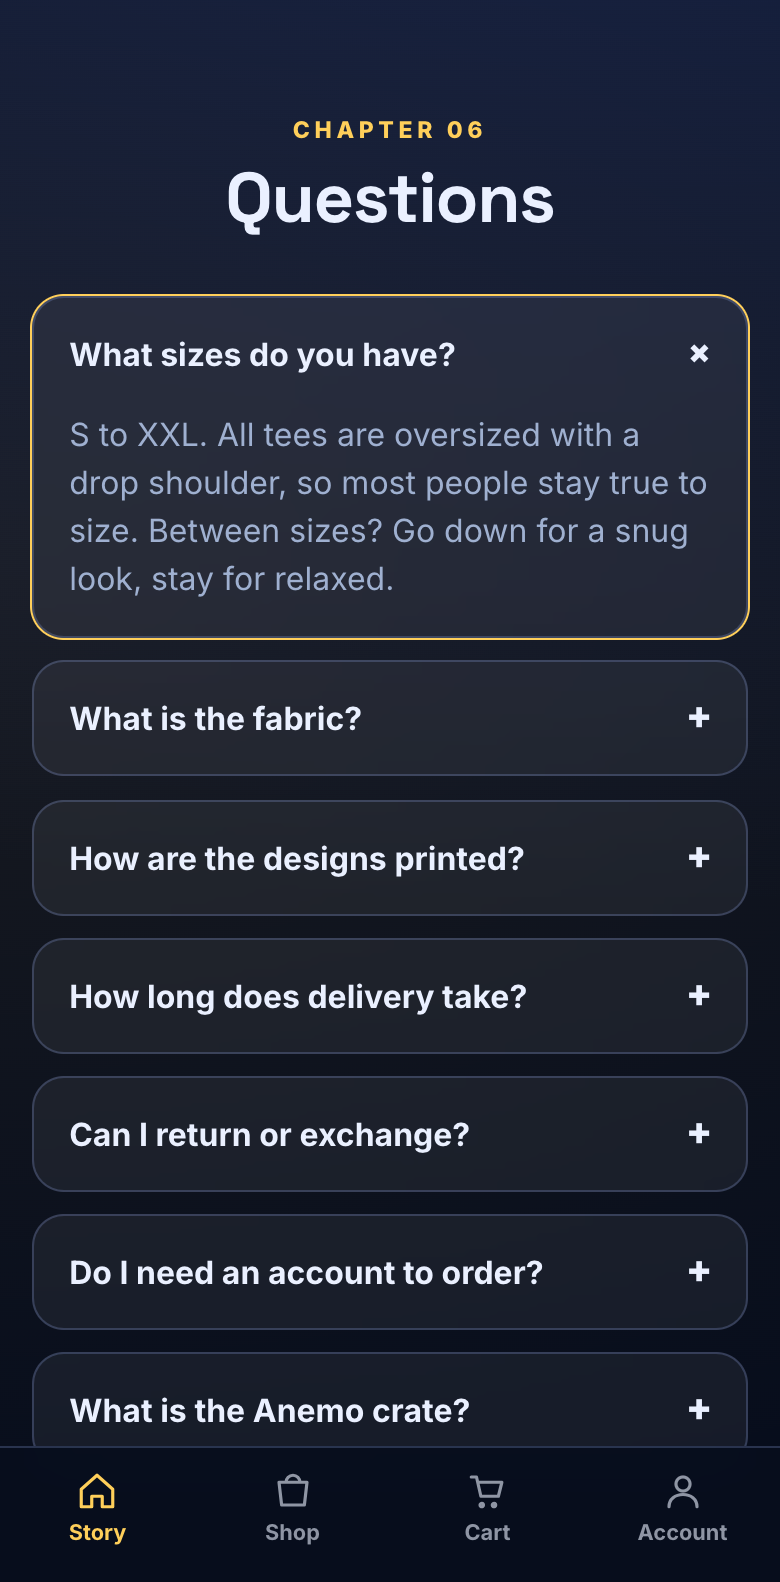 CHAPTER 06
Questions
What sizes do you have?
S to XXL. All tees are oversized with a
drop shoulder, so most people stay true to
size. Between sizes? Go down for a snug
look, stay for relaxed.
What is the fabric?
How are the designs printed?
How long does delivery take?
Can I return or exchange?
Do I need an account to order?
What is the Anemo crate?
Story
Shop
Cart
Account